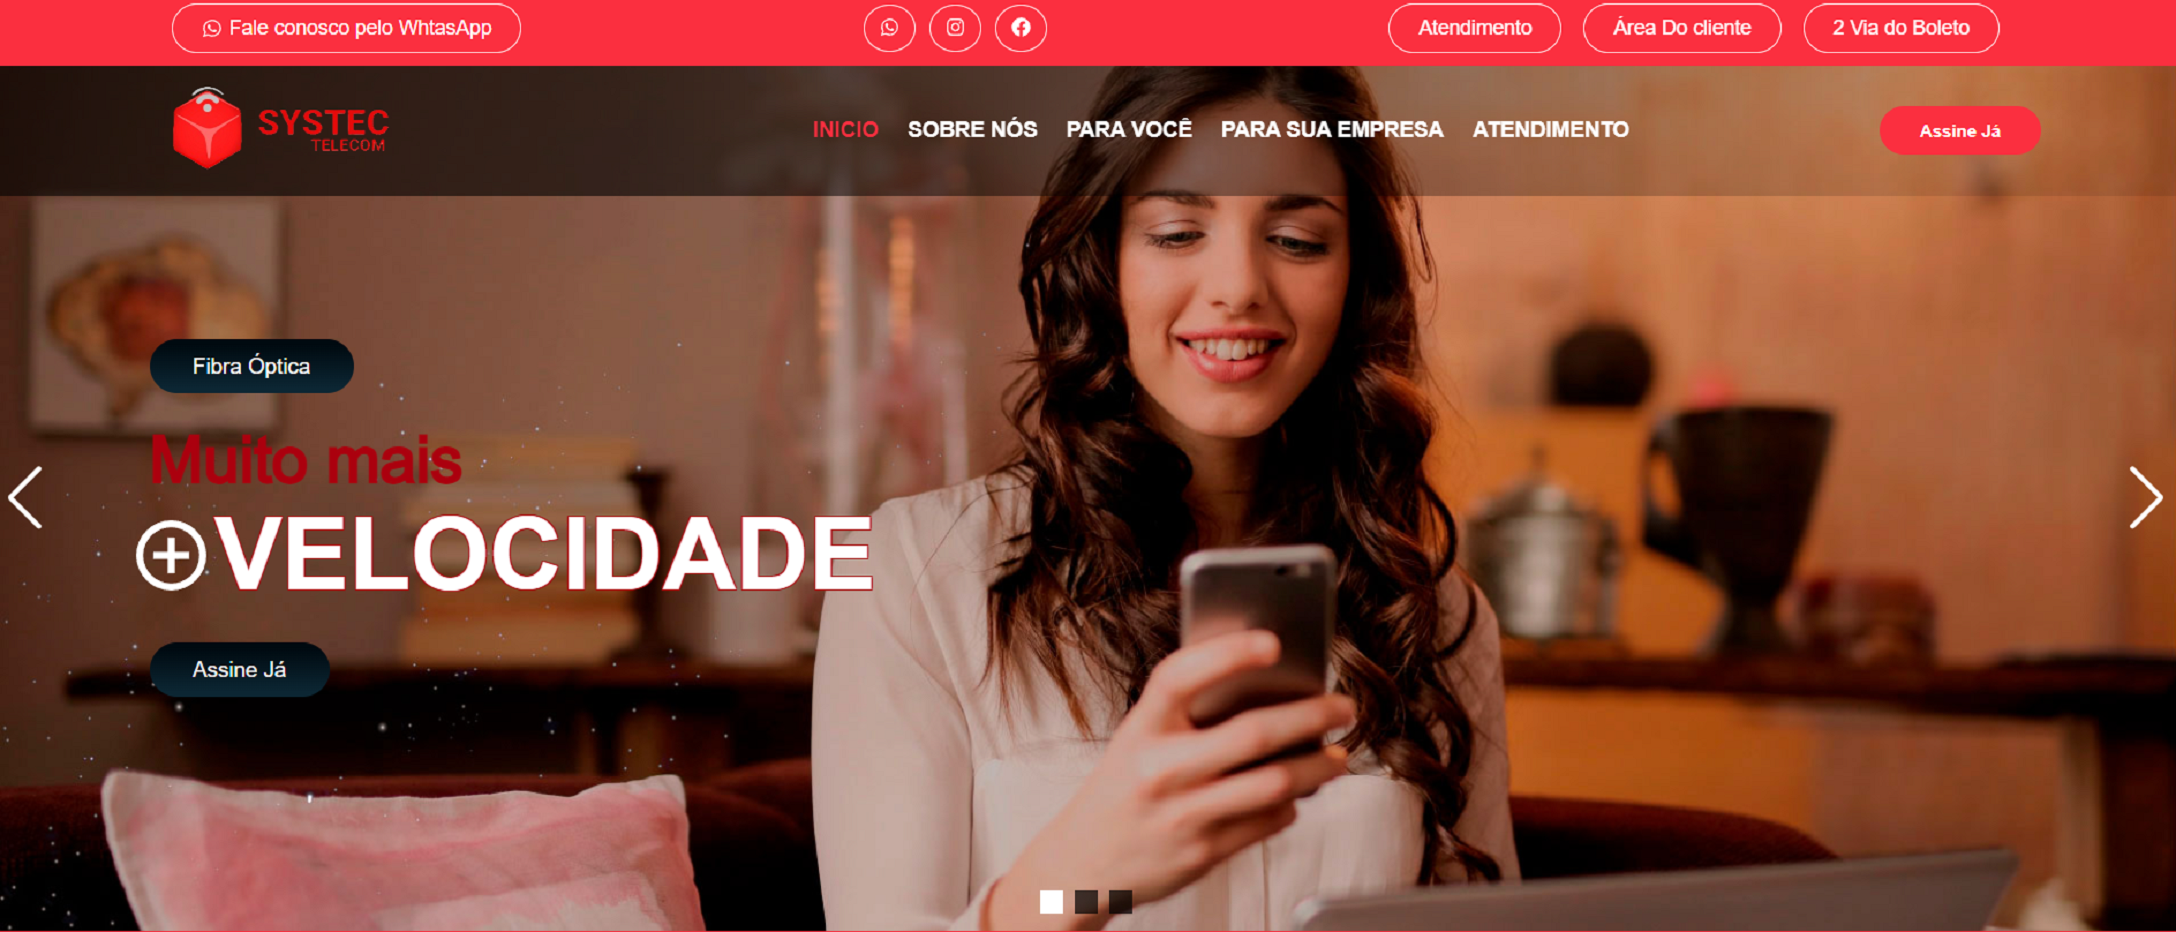 Fale conosco pelo WhtasApp
Atendimento
Área Do cliente
2 Via do Boleto
SYSTEC
TELECOM
INICIO
SOBRE NÓS
PARA VOCÊ
PARA SUA EMPRESA
ATENDIMENTO
Assine Já
Fibra Óptica
Muito mais
VELOCIDADE
Assine Já